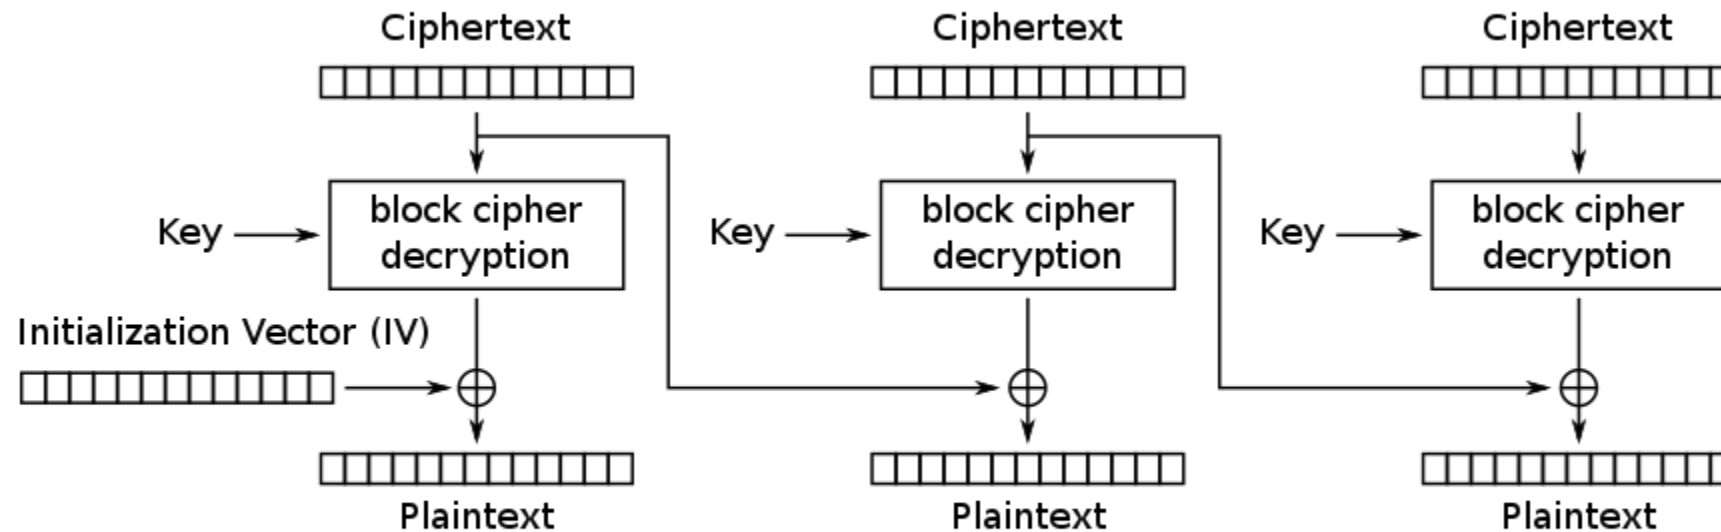 Ciphertext
Ciphertext
Ciphertext
block cipher
decryption
block cipher
decryption
block cipher
decryption
Key
Key
Key
Initialization Vector (IV)
Plaintext
Plaintext
Plaintext